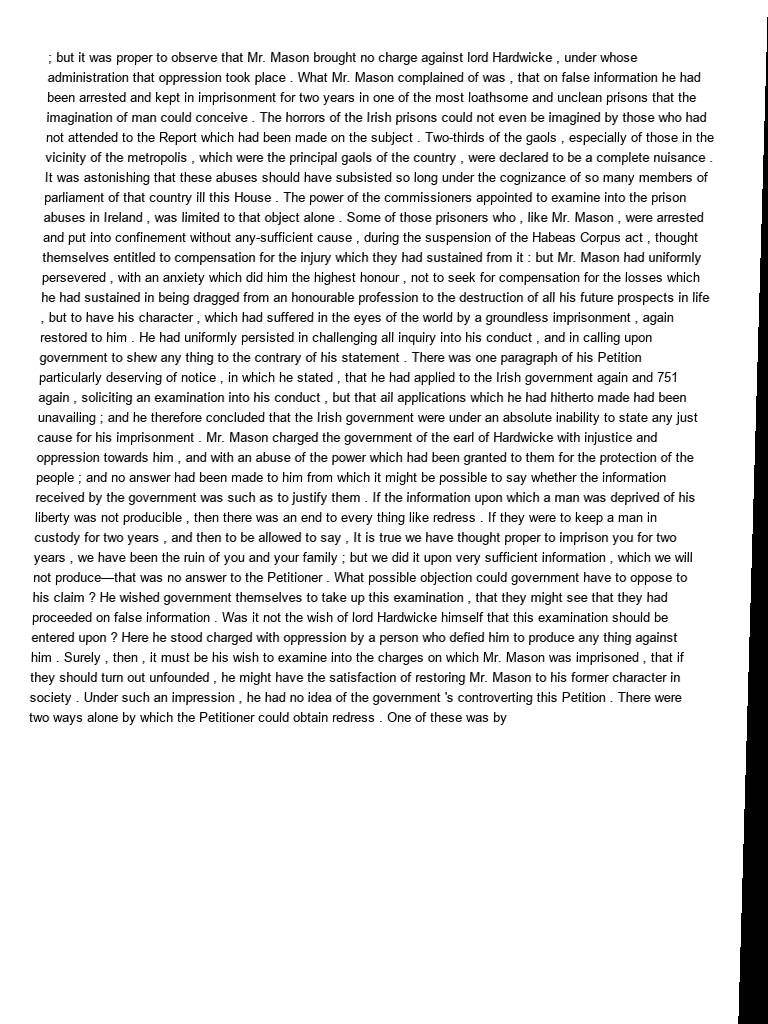 ; but it was proper to observe that Mr. Mason brought no charge against lord Hardwicke , under whose
administration that oppression took place . What Mr. Mason complained of was , that on false information he had
been arrested and kept in imprisonment for two years in one of the most loathsome and unclean prisons that the
imagination of man could conceive . The horrors of the Irish prisons could not even be imagined by those who had
not attended to the Report which had been made on the subject . Two-thirds of the gaols , especially of those in the
vicinity of the metropolis , which were the principal gaols of the country , were declared to be a complete nuisance .
It was astonishing that these abuses should have subsisted so long under the cognizance of so many members of
parliament of that country ill this House . The power of the commissioners appointed to examine into the prison
abuses in Ireland , was limited to that object alone . Some of those prisoners who , like Mr. Mason , were arrested
and put into confinement without any-sufficient cause , during the suspension of the Habeas Corpus act , thought
themselves entitled to compensation for the injury which they had sustained from it : but Mr. Mason had uniformly
persevered , with an anxiety which did him the highest honour , not to seek for compensation for the losses which
he had sustained in being dragged from an honourable profession to the destruction of all his future prospects in life
, but to have his character , which had suffered in the eyes of the world by a groundless imprisonment , again
restored to him . He had uniformly persisted in challenging all inquiry into his conduct , and in calling upon
government to shew any thing to the contrary of his statement . There was one paragraph of his Petition
particularly deserving of notice , in which he stated , that he had applied to the Irish government again and 751
again , soliciting an examination into his conduct , but that ail applications which he had hitherto made had been
unavailing ; and he therefore concluded that the Irish government were under an absolute inability to state any just
cause for his imprisonment . Mr. Mason charged the government of the earl of Hardwicke with injustice and
oppression towards him , and with an abuse of the power which had been granted to them for the protection of the
people ; and no answer had been made to him from which it might be possible to say whether the information
received by the government was such as to justify them . If the information upon which a man was deprived of his
liberty was not producible , then there was an end to every thing like redress . If they were to keep a man in
custody for two years , and then to be allowed to say , It is true we have thought proper to imprison you for two
years , we have been the ruin of you and your family ; but we did it upon very sufficient information , which we will
not produce—that was no answer to the Petitioner . What possible objection could government have to oppose to
his claim ? He wished government themselves to take up this examination , that they might see that they had
proceeded on false information . Was it not the wish of lord Hardwicke himself that this examination should be
entered upon ? Here he stood charged with oppression by a person who defied him to produce any thing against
him . Surely , then , it must be his wish to examine into the charges on which Mr. Mason was imprisoned , that if
they should turn out unfounded , he might have the satisfaction of restoring Mr. Mason to his former character in
society . Under such an impression , he had no idea of the government 's controverting this Petition . There were
two ways alone by which the Petitioner could obtain redress . One of these was by